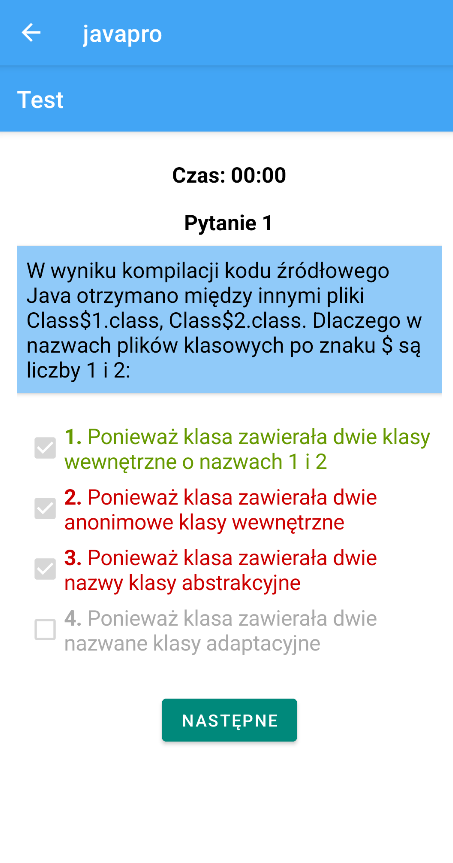 javapro
Test
Czas: 00:00
Pytanie 1
W wyniku kompilacji kodu źródłowego
Java otrzymano między innymi pliki
Class$1.class, Class$2.class. Dlaczego w
nazwach plików klasowych po znaku $ są
liczby 1 i 2:
1. Ponieważ klasa zawierała dwie klasy
wewnętrzne o nazwach 1 i 2
2. Ponieważ klasa zawierała dwie
anonimowe klasy wewnętrzne
3. Ponieważ klasa zawierała dwie
nazwy klasy abstrakcyjne
4. Ponieważ klasa zawierała dwie
nazwane klasy adaptacyjne
NASTĘPNE